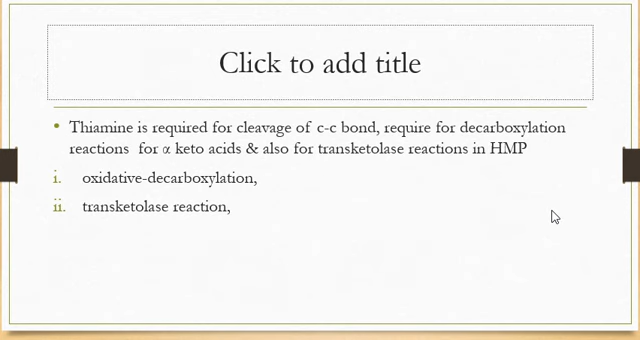 Click to add title
• Thiamine is required for cleavage of c-c bond, require for decarboxylation
reactions for α keto acids & also for transketolase reactions in HMP
i. oxidative-decarboxylation,
ii. transketolase reaction,